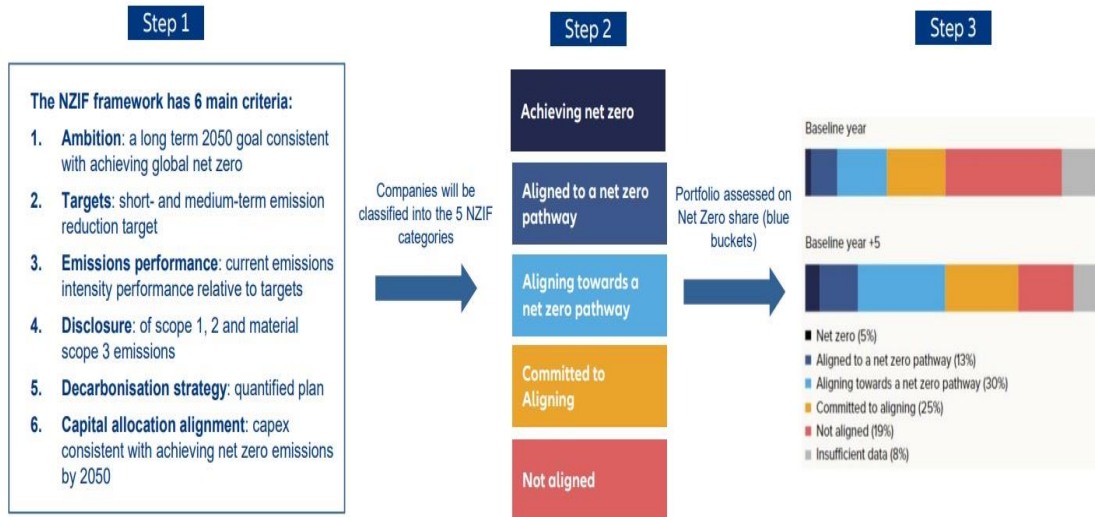 Step 1
The NZIF framework has 6 main criteria:
1. Ambition: a long term 2050 goal consistent
with achieving global net zero
2. Targets: short- and medium-term emission
reduction target
3. Emissions performance: current emissions
intensity performance relative to targets
4. Disclosure: of scope 1, 2 and material
scope 3 emissions
5. Decarbonisation strategy: quantified plan
6. Capital allocation alignment: capex
consistent with achieving net zero emissions
by 2050
Companies will be
classified into the 5 NZIF
categories
Step 2
Achieving net zero
Aligned to a net zero
pathway
Aligning towards a
net zero pathway
Committed to
Aligning
Not aligned
Portfolio assessed on
Net Zero share (blue
buckets)
Step 3
Baseline year
Baseline year +5
Net zero (5%)
Aligned to a net zero pathway (13%)
Aligning towards a net zero pathway (30%)
Committed to aligning (25%)
Not aligned (19%)
Insufficient data (8%)